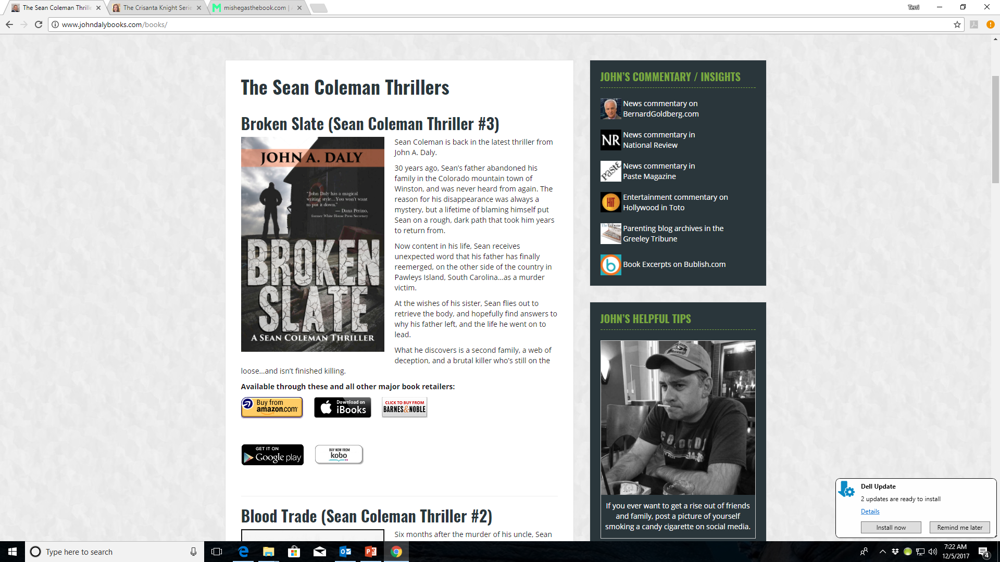 The Sean Coleman Thrille
The Crisanta Knight Serie
mishegasthebook.com |
Terri
www.johndalybooks.com/books/
The Sean Coleman Thrillers
Broken Slate (Sean Coleman Thriller #3)
JOHN A. DALY
"John Daly has a magical
writing style...You won't want
to put it down."
— Dana Perino,
former White House Press Secretary
BROKEN
SLATE
A SEAN COLEMAN THRILLER
Sean Coleman is back in the latest thriller from
John A. Daly.
30 years ago, Sean's father abandoned his
family in the Colorado mountain town of
Winston, and was never heard from again. The
reason for his disappearance was always a
mystery, but a lifetime of blaming himself put
Sean on a rough, dark path that took him years
to return from.
Now content in his life, Sean receives
unexpected word that his father has finally
reemerged, on the other side of the country in
Pawleys Island, South Carolina...as a murder
victim.
At the wishes of his sister, Sean flies out to
retrieve the body, and hopefully find answers to
why his father left, and the life he went on to
lead.
What he discovers is a second family, a web of
deception, and a brutal killer who's still on the
loose...and isn't finished killing.
Available through these and all other major book retailers:
Buy from
amazon.com
Download on
iBooks
CLICK TO BUY FROM
BARNES&NOBLE
GET IT ON
Google play
BUY NOW FROM
kobo
Blood Trade (Sean Coleman Thriller #2)
Six months after the murder of his uncle, Sean
JOHN'S COMMENTARY / INSIGHTS
News commentary on
BernardGoldberg.com
NR
News commentary in
National Review
Paste
News commentary in
Paste Magazine
HiT
Entertainment commentary on
Hollywood in Toto
Parenting blog archives in the
Greeley Tribune
b
Book Excerpts on Bublish.com
JOHN'S HELPFUL TIPS
If you ever want to get a rise out of friends
and family, post a picture of yourself
smoking a candy cigarette on social media.
Dell Update
2 updates are ready to install
Details
Install now
Remind me later
Type here to search
7:22 AM
12/5/2017
4